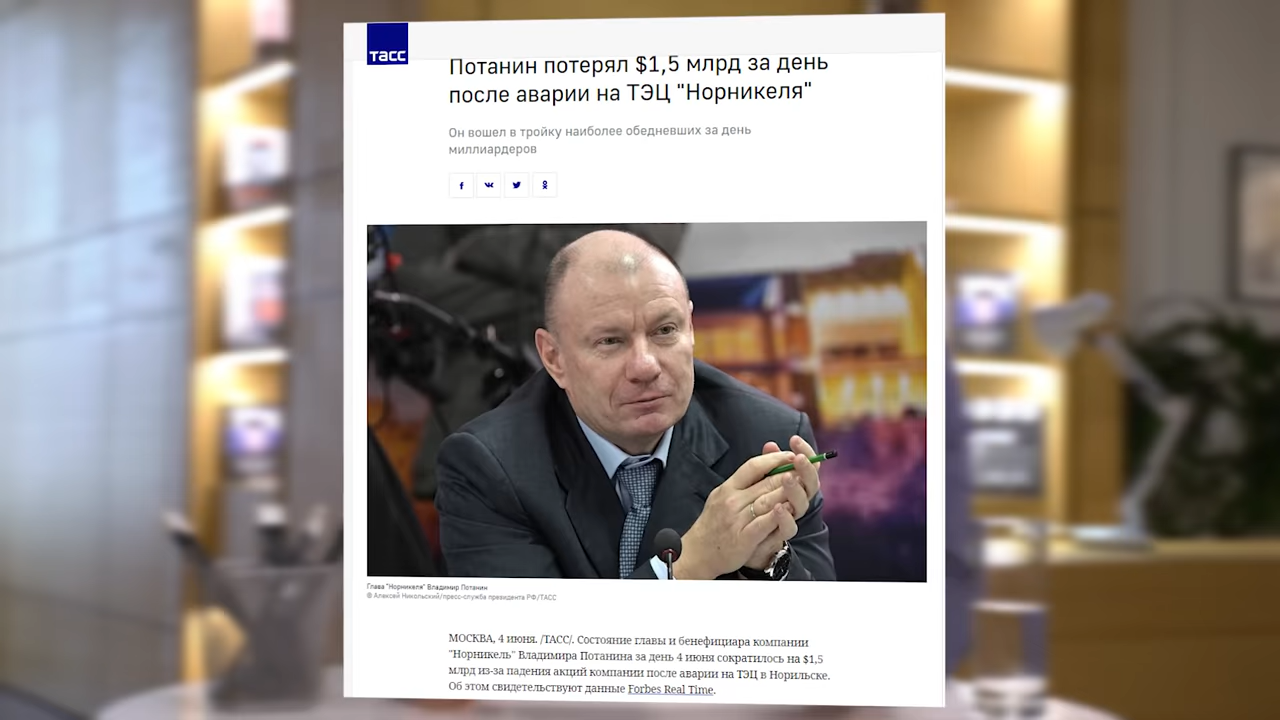 тасс
Потанин потерял $1,5 млрд за день
после аварии на ТЭЦ "Норникеля"
Он вошел в тройку наиболее обедневших за день
миллиардеров
Глава "Норникеля" Владимир Потанин
© Алексей Никольский/пресс-служба президента РФ/ТАСС
МОСКВА, 4 июня. /ТАСС/. Состояние главы и бенефициара компании
"Норникель" Владимира Потанина за день 4 июня сократилось на $1,5
млрд из-за падения акций компании после аварии на ТЭЦ в Норильске.
Об этом свидетельствуют данные Forbes Real Time.